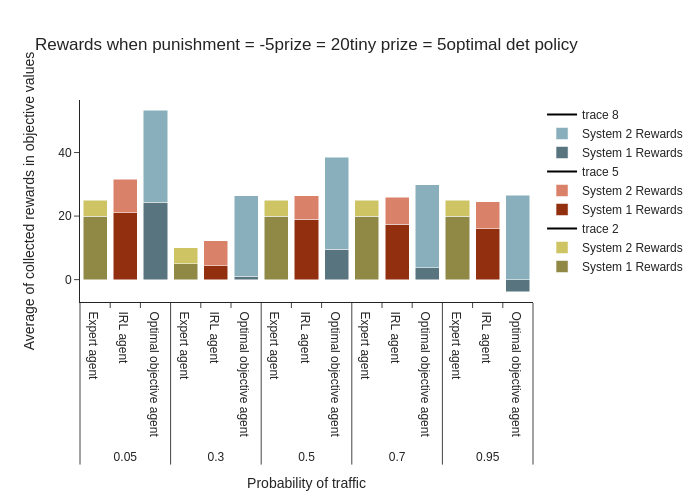 Rewards when punishment = -5prize = 20tiny prize = 5optimal det policy
Average of collected rewards in objective values
40
20
0
trace 8
System 2 Rewards
System 1 Rewards
trace 5
System 2 Rewards
System 1 Rewards
trace 2
System 2 Rewards
System 1 Rewards
Expert agent
IRL agent
Optimal objective agent
Expert agent
IRL agent
Optimal objective agent
Expert agent
IRL agent
Optimal objective agent
Expert agent
IRL agent
Optimal objective agent
Expert agent
IRL agent
Optimal objective agent
0.05
0.3
0.5
0.7
0.95
Probability of traffic